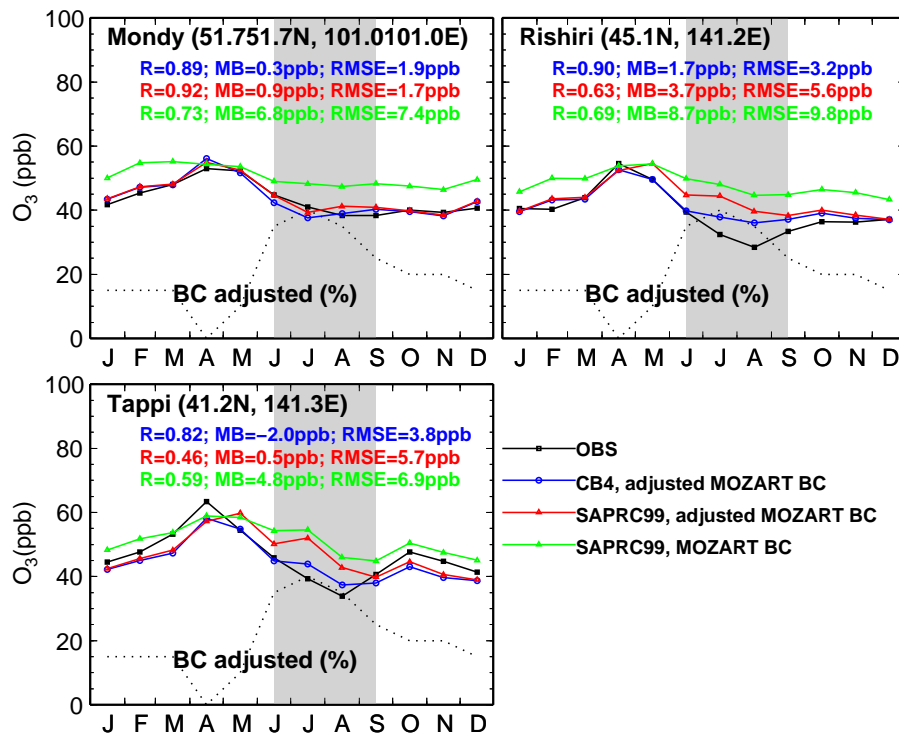 Mondy (51.751.7N, 101.0101.0E)
R=0.89; MB=0.3ppb; RMSE=1.9ppb
R=0.92; MB=0.9ppb; RMSE=1.7ppb
R=0.73; MB=6.8ppb; RMSE=7.4ppb
BC adjusted (%)
O3 (ppb)
100
80
60
40
20
0
J F M A M J J A S O N D
Rishiri (45.1N, 141.2E)
R=0.90; MB=1.7ppb; RMSE=3.2ppb
R=0.63; MB=3.7ppb; RMSE=5.6ppb
R=0.69; MB=8.7ppb; RMSE=9.8ppb
BC adjusted (%)
J F M A M J J A S O N D
Tappi (41.2N, 141.3E)
R=0.82; MB=−2.0ppb; RMSE=3.8ppb
R=0.46; MB=0.5ppb; RMSE=5.7ppb
R=0.59; MB=4.8ppb; RMSE=6.9ppb
BC adjusted (%)
O3(ppb)
100
80
60
40
20
0
J F M A M J J A S O N D
OBS
CB4, adjusted MOZART BC
SAPRC99, adjusted MOZART BC
SAPRC99, MOZART BC